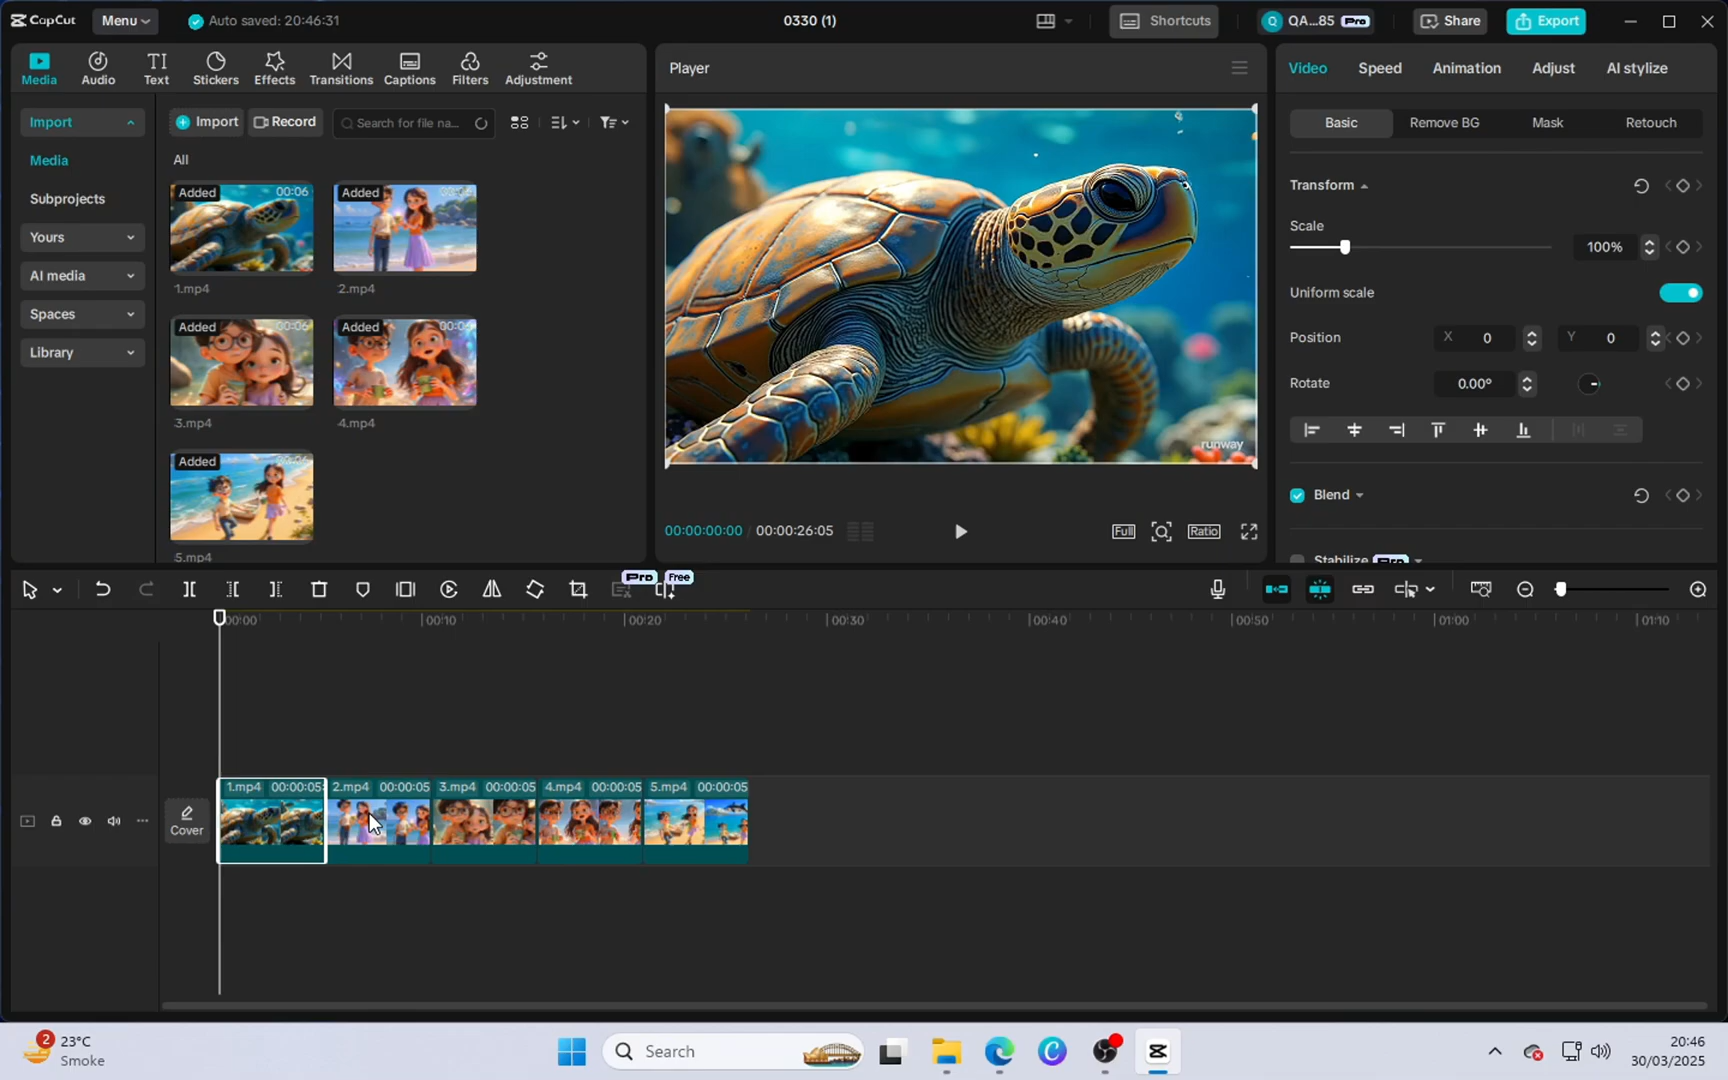 CapCut
Menu
Auto saved: 20:46:31
0330 (1)
Shortcuts
Q
QA...85
Pro
Share
Export
Media
Audio
Text
Stickers
Effects
Transitions
Captions
Filters
Adjustment
Player
Video
Speed
Animation
Adjust
AI stylize
Import
Media
Subprojects
Yours
AI media
Spaces
Library
Import
Record
Search for file na...
All
Added
00:06
1.mp4
Added
2.mp4
Added
00:06
3.mp4
Added
4.mp4
Added
00:06
5.mp4
runway
00:00:00:00 / 00:00:26:05
Full
Ratio
Basic
Remove BG
Mask
Retouch
Transform
Scale
100%
Uniform scale
Position
X 0
Y 0
Rotate
0.00°
Blend
Stabilize
Pro
Pro
Free
00:00
00:10
00:20
00:30
00:40
00:50
01:00
01:10
Cover
1.mp4 00:00:05:
2.mp4 00:00:05
3.mp4 00:00:05
4.mp4 00:00:05
5.mp4 00:00:05
2
23°C
Smoke
Search
20:46
30/03/2025